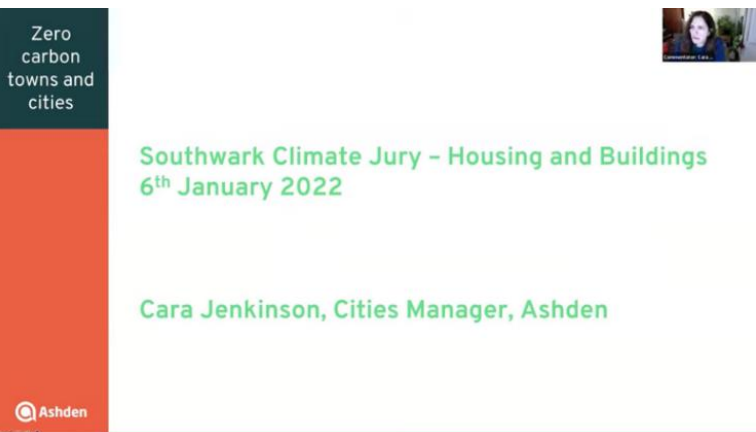 Zero
carbon
towns and
cities
Southwark Climate Jury – Housing and Buildings
6th January 2022
Cara Jenkinson, Cities Manager, Ashden
Ashden